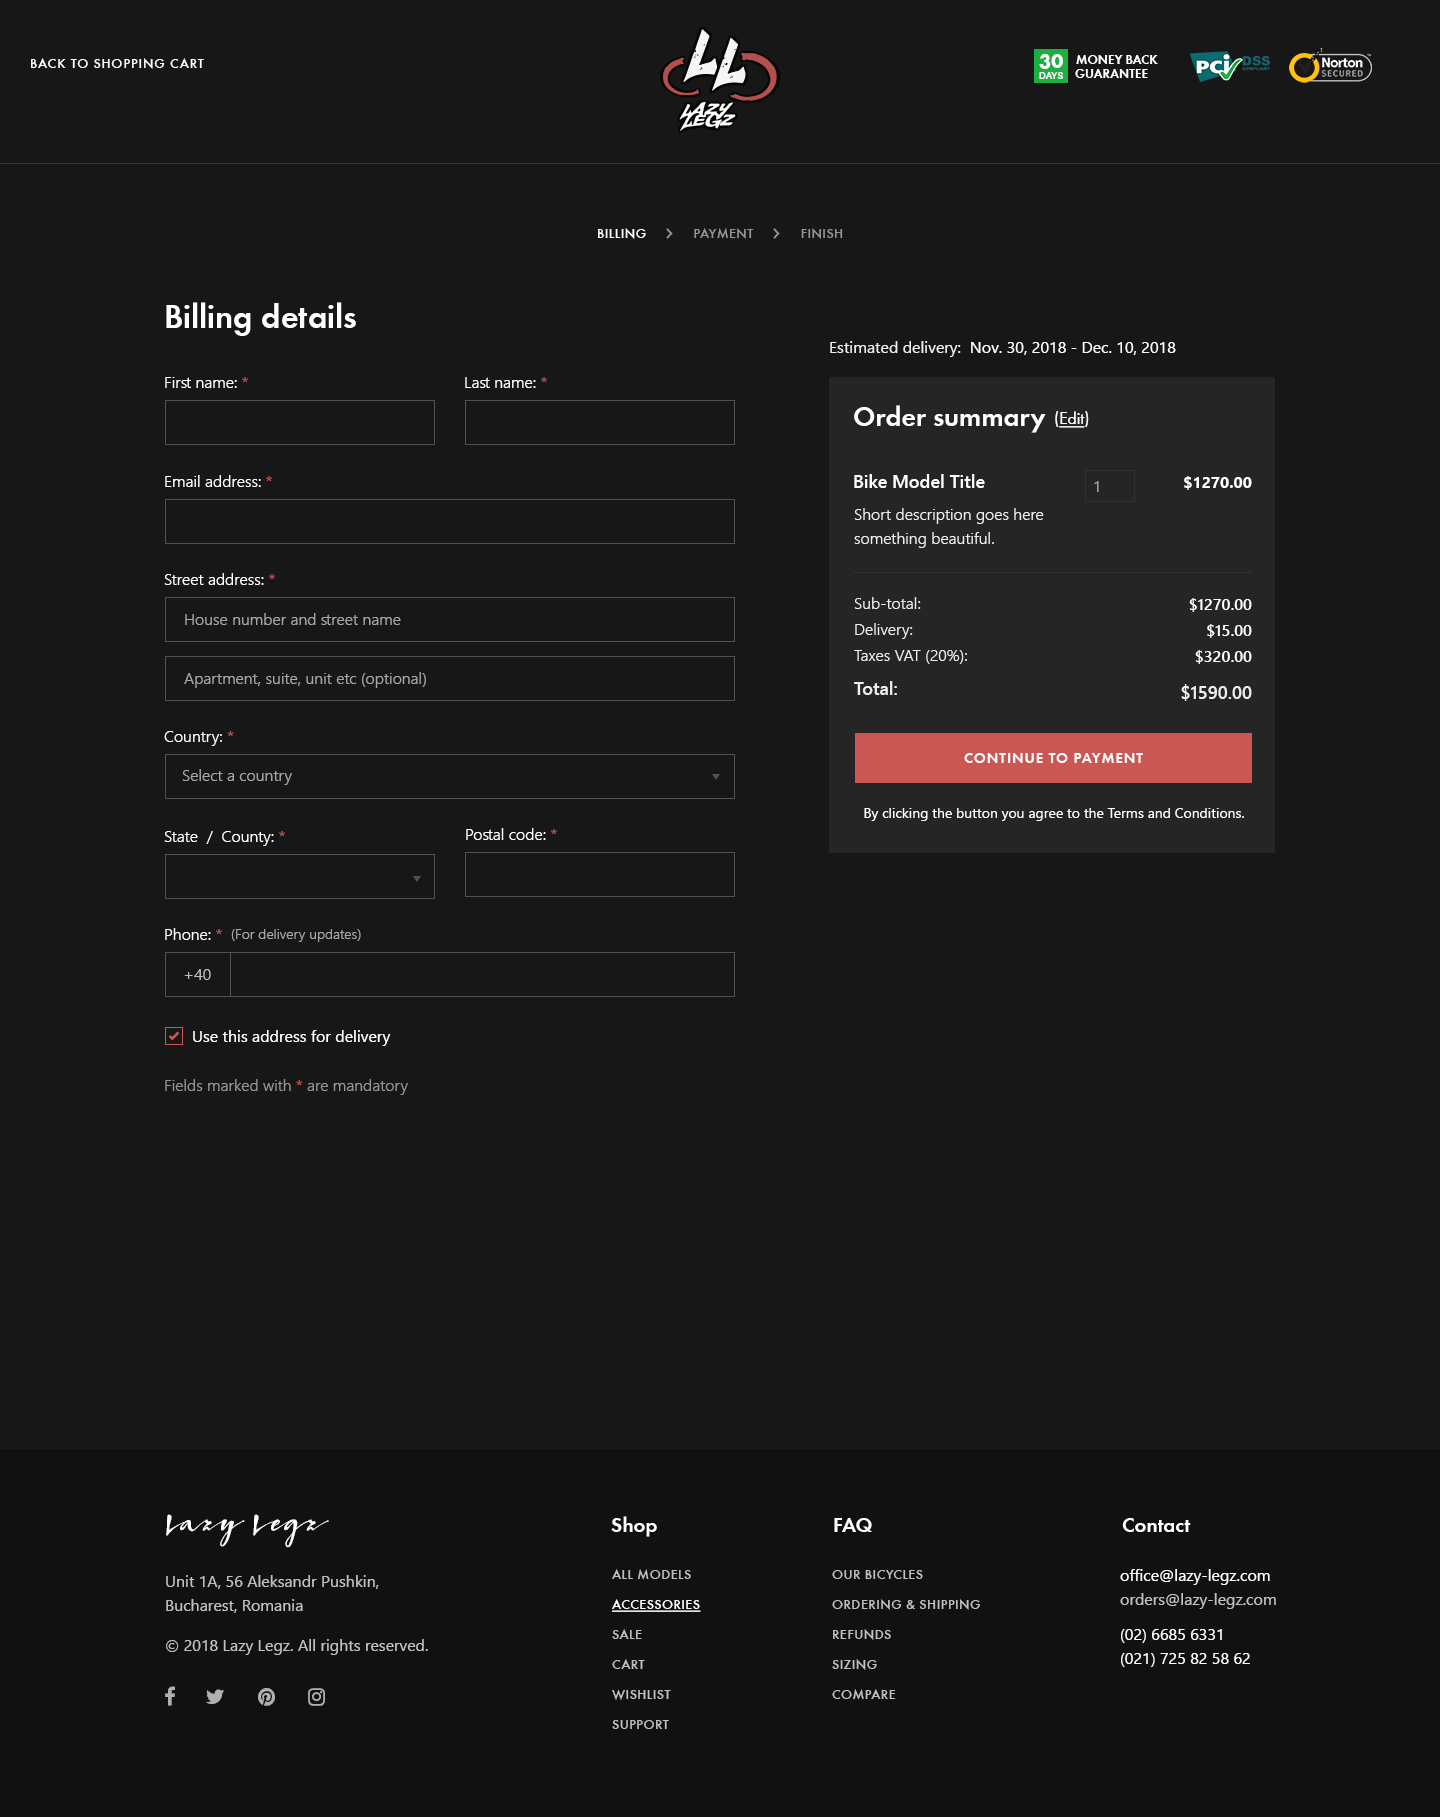 BACK TO SHOPPING CART
LL
LAZY
LEGZ
30
DAYS
MONEY BACK
GUARANTEE
PCI DSS
COMPLIANT
Norton
SECURED
BILLING
PAYMENT
FINISH
Billing details
First name: *
Last name: *
Email address: *
Street address: *
House number and street name
Apartment, suite, unit etc (optional)
Country: *
Select a country
State / County: *
Postal code: *
Phone: * (For delivery updates)
+40
Use this address for delivery
Fields marked with * are mandatory
Estimated delivery: Nov. 30, 2018 - Dec. 10, 2018
Order summary (Edit)
Bike Model Title
1
$1270.00
Short description goes here
something beautiful.
Sub-total: $1270.00
Delivery: $15.00
Taxes VAT (20%): $320.00
Total: $1590.00
CONTINUE TO PAYMENT
By clicking the button you agree to the Terms and Conditions.
Lazy Legz
Unit 1A, 56 Aleksandr Pushkin,
Bucharest, Romania
© 2018 Lazy Legz. All rights reserved.
Shop
ALL MODELS
ACCESSORIES
SALE
CART
WISHLIST
SUPPORT
FAQ
OUR BICYCLES
ORDERING & SHIPPING
REFUNDS
SIZING
COMPARE
Contact
office@lazy-legz.com
orders@lazy-legz.com
(02) 6685 6331
(021) 725 82 58 62